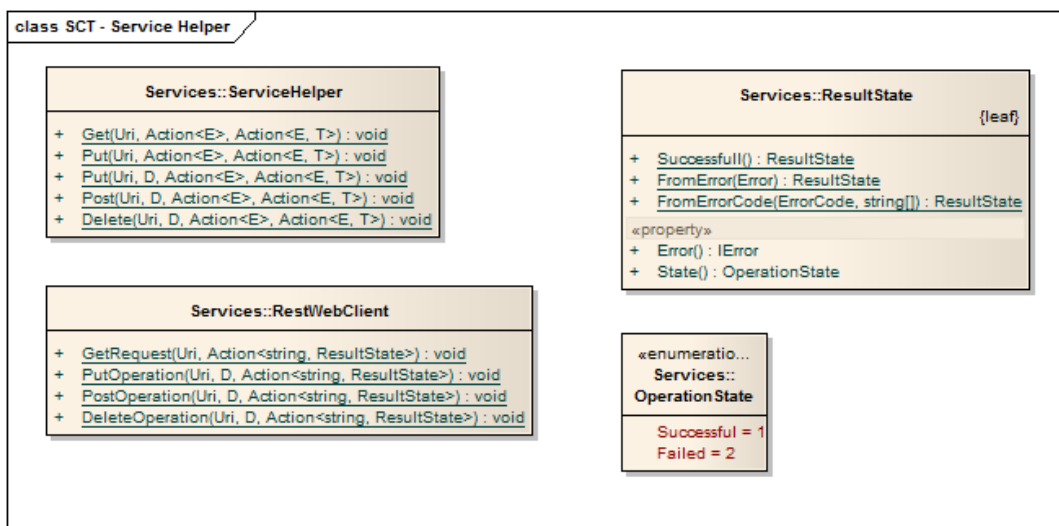 class SCT - Service Helper
Services::ServiceHelper
+ Get(Uri, Action<E>, Action<E, T>) : void
+ Put(Uri, Action<E>, Action<E, T>) : void
+ Put(Uri, D, Action<E>, Action<E, T>) : void
+ Post(Uri, D, Action<E>, Action<E, T>) : void
+ Delete(Uri, D, Action<E>, Action<E, T>) : void
Services::RestWebClient
+ GetRequest(Uri, Action<string, ResultState>) : void
+ PutOperation(Uri, D, Action<string, ResultState>) : void
+ PostOperation(Uri, D, Action<string, ResultState>) : void
+ DeleteOperation(Uri, D, Action<string, ResultState>) : void
Services::ResultState
{leaf}
+ Successfull() : ResultState
+ FromError(Error) : ResultState
+ FromErrorCode(ErrorCode, string[]) : ResultState
«property»
+ Error() : IError
+ State() : OperationState
«enumeratio...
Services::
OperationState
Successful = 1
Failed = 2